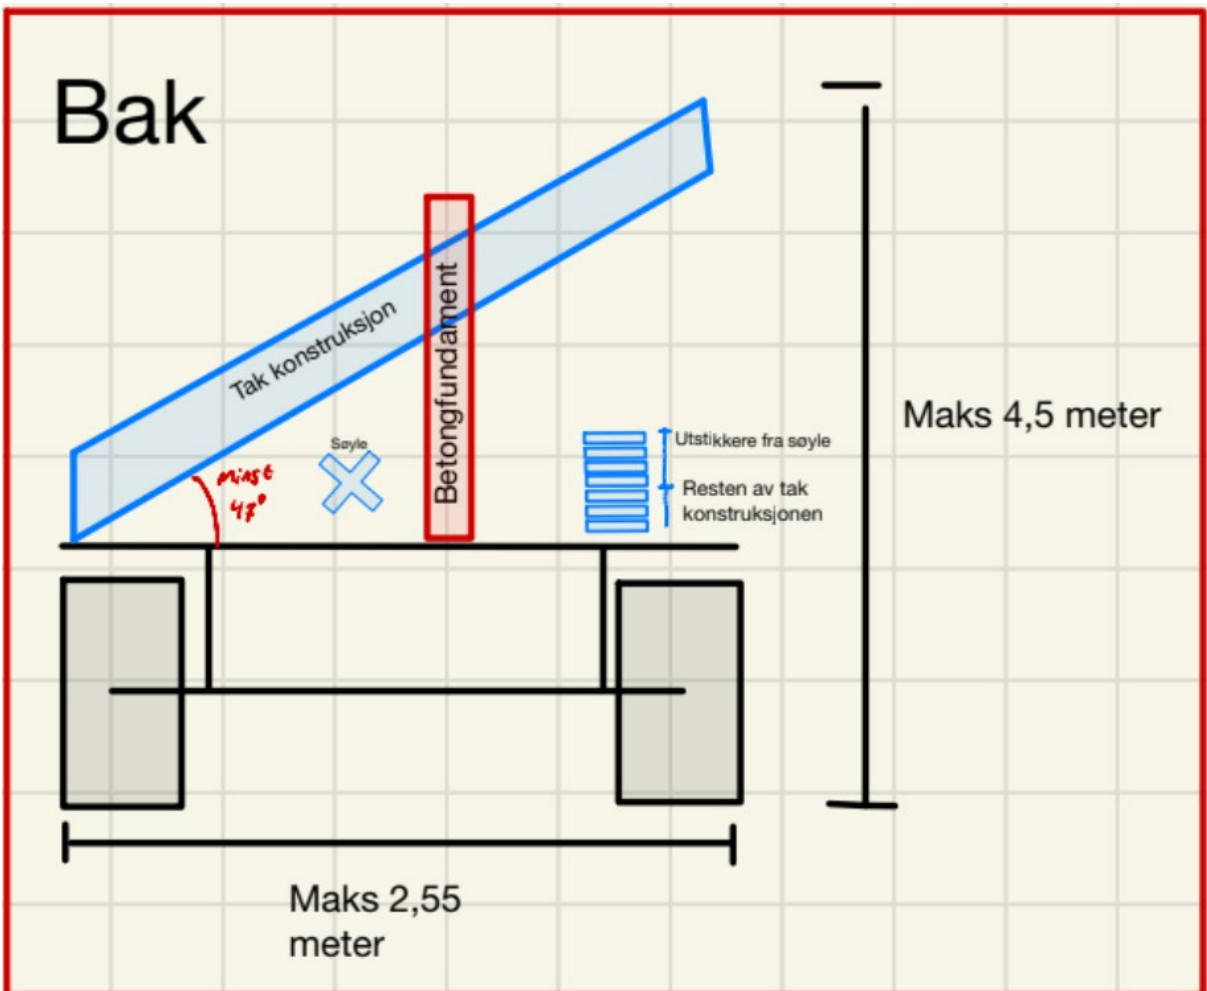 Bak
Tak konstruksjon
Betongfundament
Søyle
minst
47°
Utstikkere fra søyle
Resten av tak
konstruksjonen
Maks 4,5 meter
Maks 2,55
meter